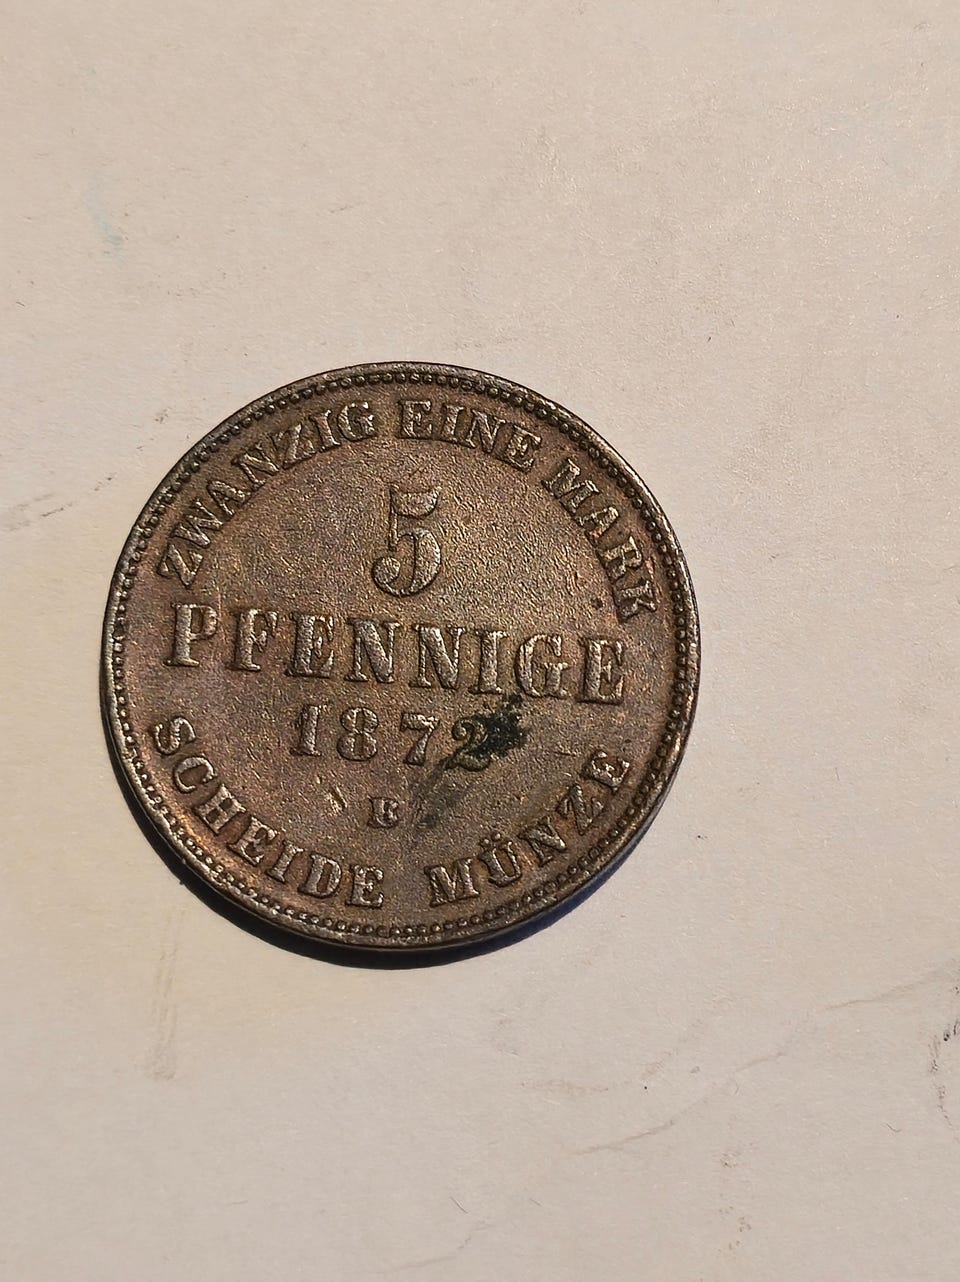 ZWANZIG EINE MARK
5
PFENNIGE
1872
B
SCHEIDE MÜNZE